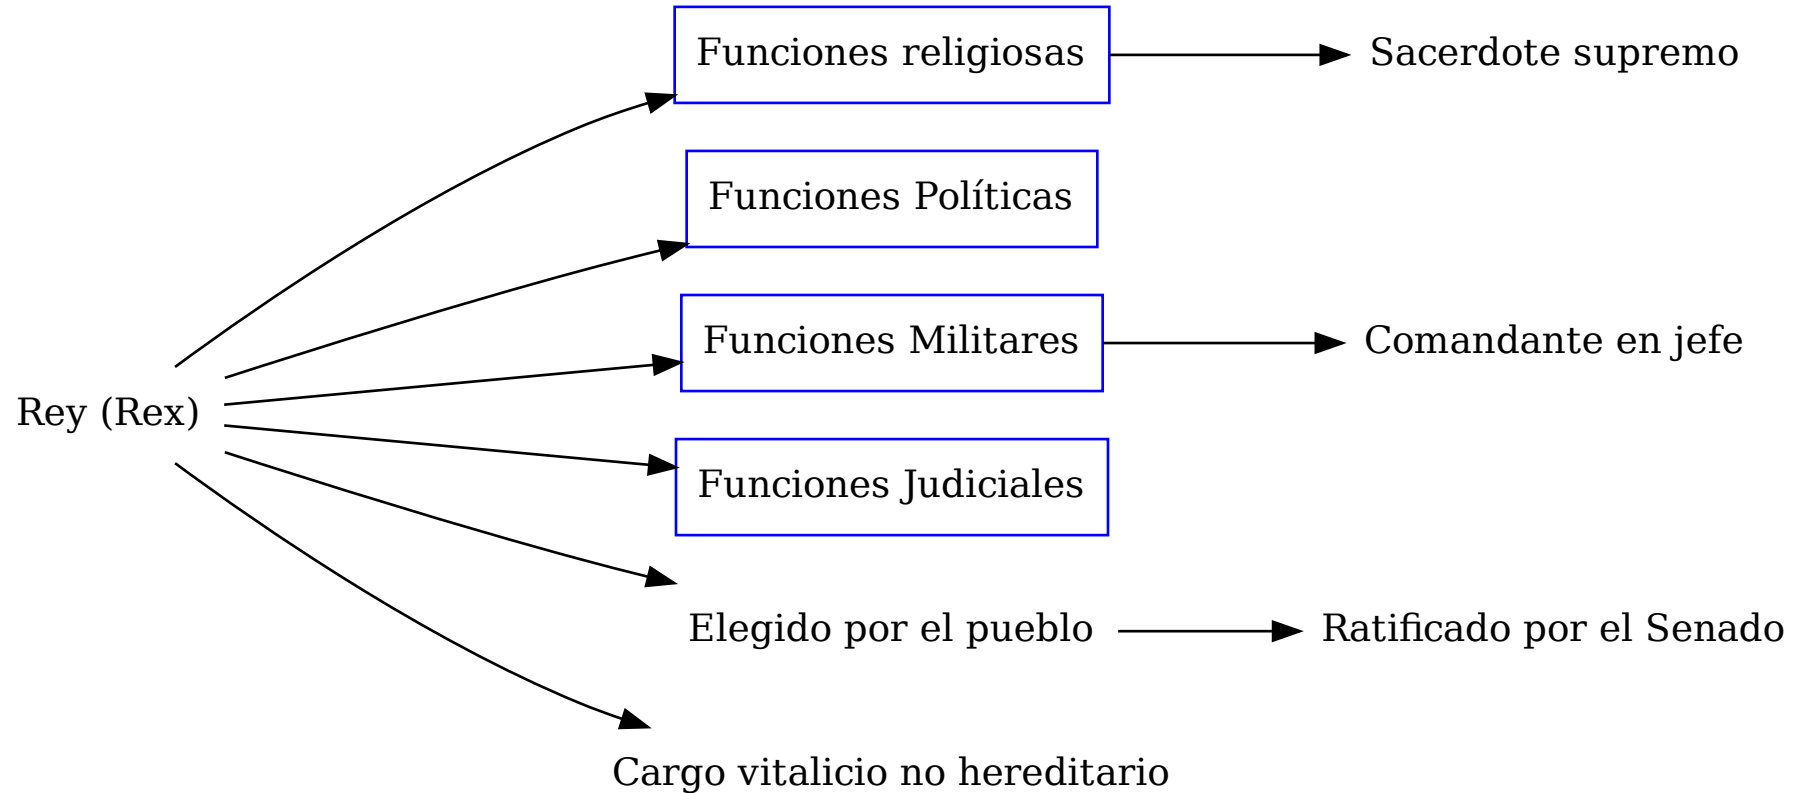 Funciones religiosas
Sacerdote supremo
Funciones Políticas
Funciones Militares
Comandante en jefe
Rey (Rex)
Funciones Judiciales
Elegido por el pueblo
Ratificado por el Senado
Cargo vitalicio no hereditario